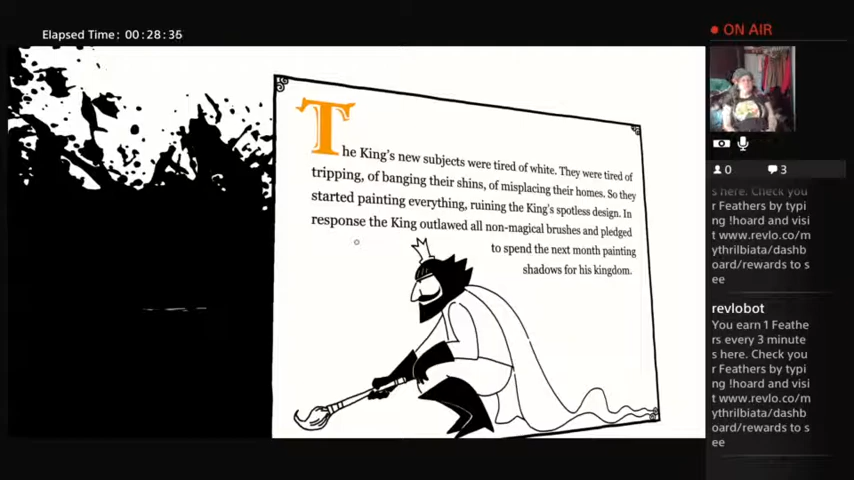 Elapsed Time: 00:28:36
ON AIR
The King's new subjects were tired of white. They were tired of
tripping, of banging their shins, of misplacing their homes. So they
started painting everything, ruining the King's spotless design. In
response the King outlawed all non-magical brushes and pledged
to spend the next month painting
shadows for his kingdom.
0
3
s here. Check you
r Feathers by typi
ng !hoard and visi
t www.revlo.co/m
ythrilbiata/dashb
oard/rewards to s
ee
revlobot
You earn 1 Feathe
rs every 3 minute
s here. Check you
r Feathers by typi
ng !hoard and visi
t www.revlo.co/m
ythrilbiata/dashb
oard/rewards to s
ee